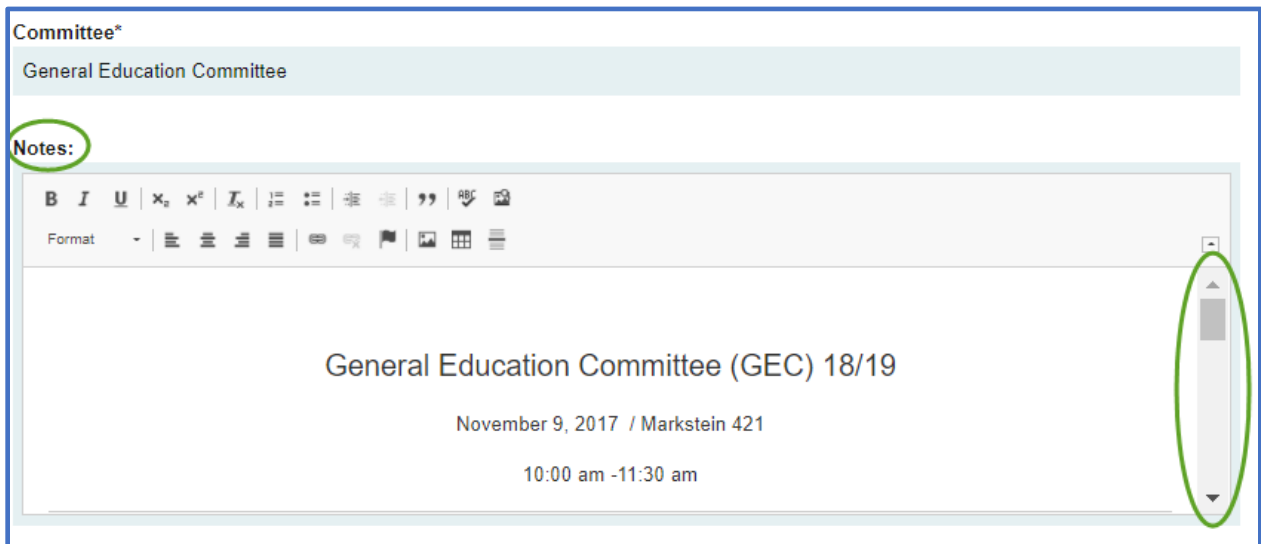 Committee*
General Education Committee
Notes:
Format
General Education Committee (GEC) 18/19
November 9, 2017 / Markstein 421
10:00 am -11:30 am